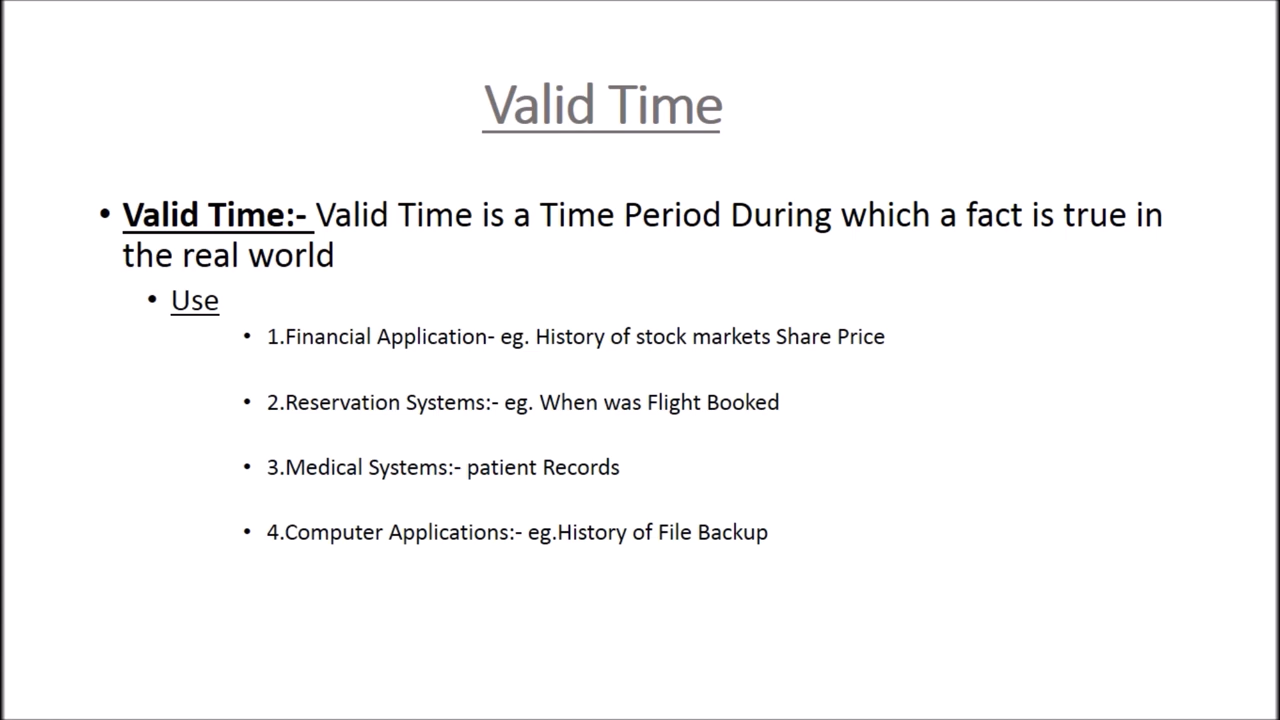 Valid Time
• Valid Time:- Valid Time is a Time Period During which a fact is true in
the real world
• Use
• 1.Financial Application- eg. History of stock markets Share Price
• 2.Reservation Systems:- eg. When was Flight Booked
• 3.Medical Systems:- patient Records
• 4.Computer Applications:- eg.History of File Backup